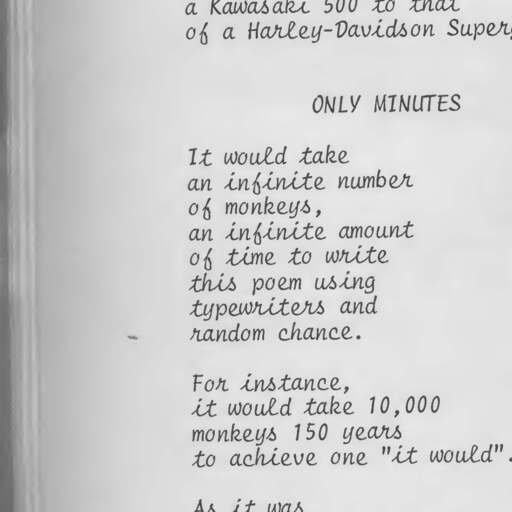 a Kawasaki 500 to that
of a Harley-Davidson Super
ONLY MINUTES
It would take
an infinite number
of monkeys,
an infinite amount
of time to write
this poem using
typewriters and
random chance.
For instance,
it would take 10,000
monkeys 150 years
to achieve one "it would".
As it was